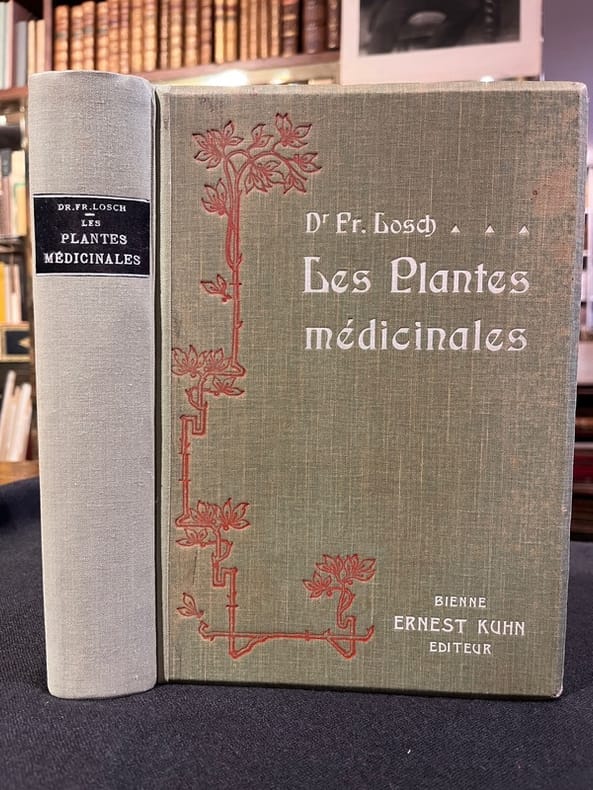 DR. FR. LOSCH
LES
PLANTES
MÉDICINALES
Dr Fr. Losch
Les Plantes
médicinales
BIENNE
ERNEST KUHN
EDITEUR